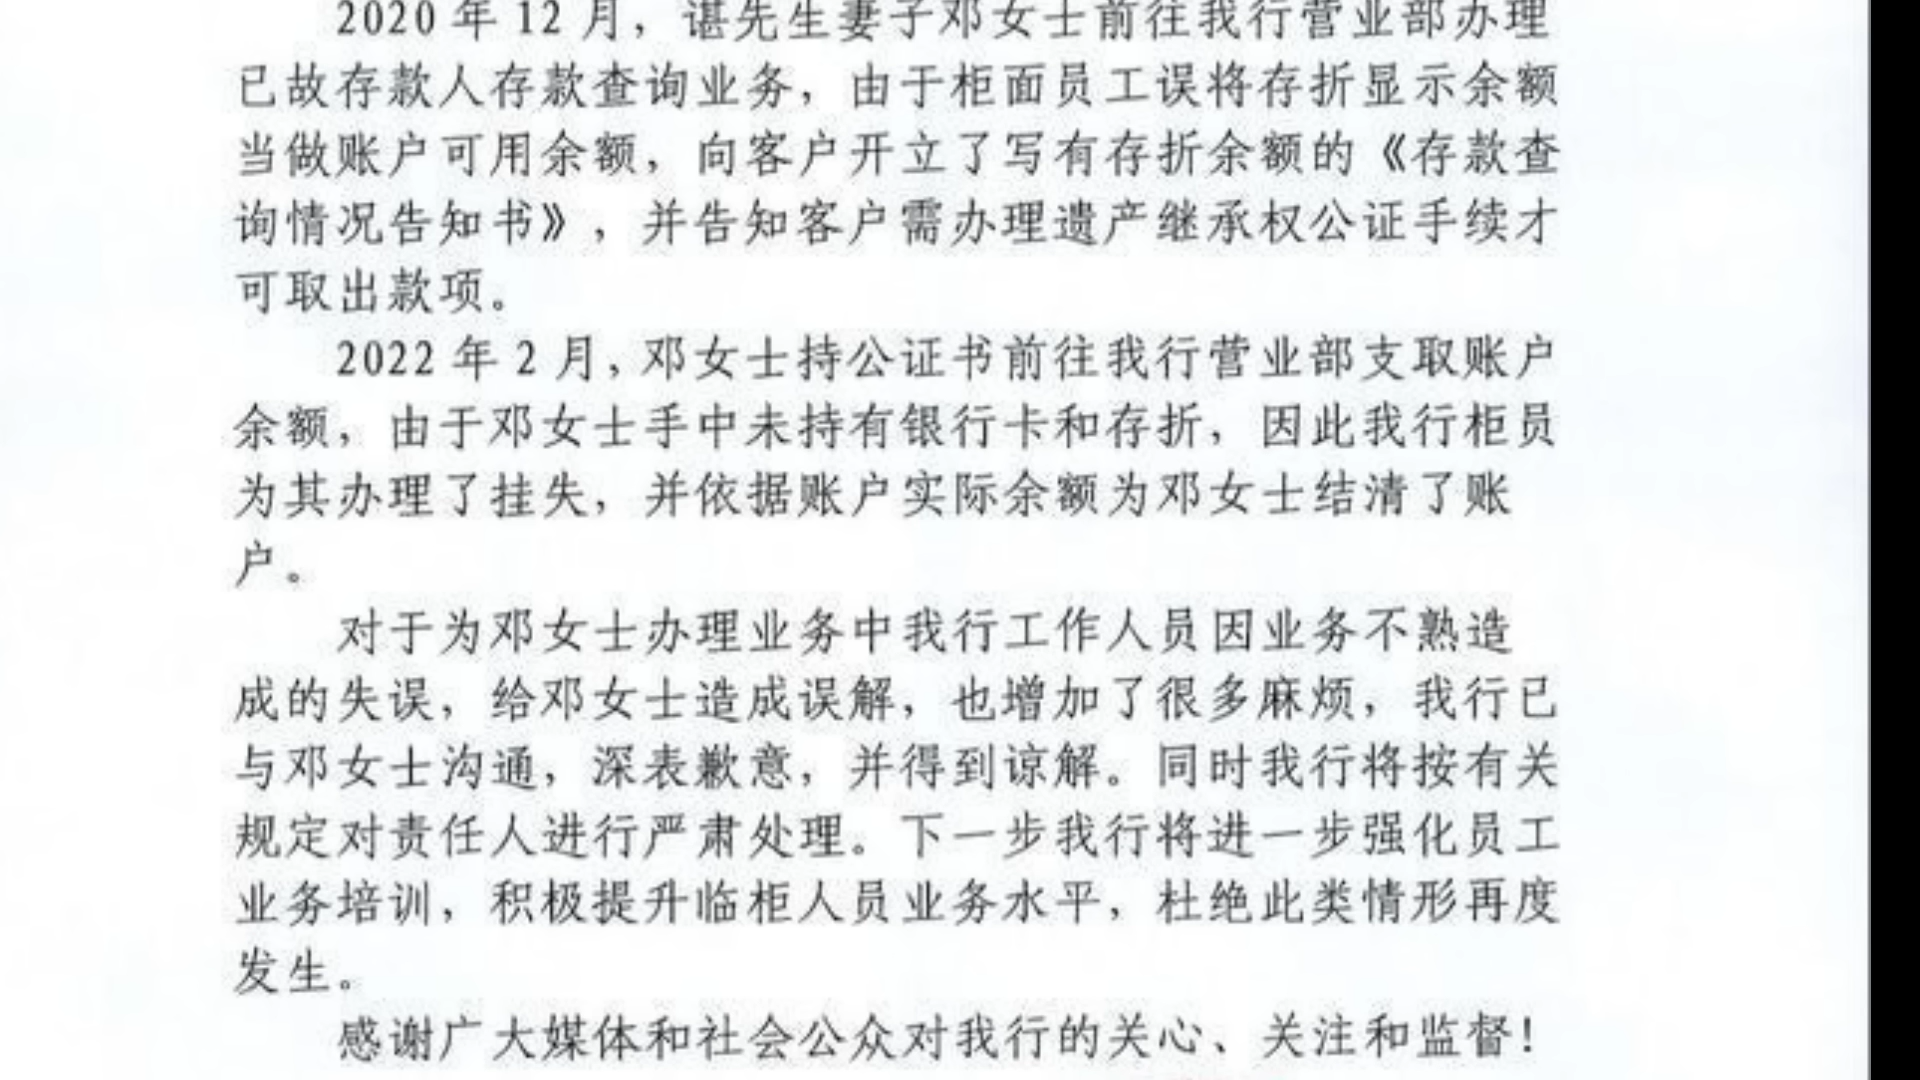 2020 年 12 月，谌先生妻子邓女士前往我行营业部办理
已故存款人存款查询业务，由于柜面员工误将存折显示余额
当做账户可用余额，向客户开立了写有存折余额的《存款查
询情况告知书》，并告知客户需办理遗产继承权公证手续才
可取出款项。
2022 年 2 月，邓女士持公证书前往我行营业部支取账户
余额，由于邓女士手中未持有银行卡和存折，因此我行柜员
为其办理了挂失，并依据账户实际余额为邓女士结清了账
户。
对于为邓女士办理业务中我行工作人员因业务不熟造
成的失误，给邓女士造成误解，也增加了很多麻烦，我行已
与邓女士沟通，深表歉意，并得到谅解。同时我行将按有关
规定对责任人进行严肃处理。下一步我行将进一步强化员工
业务培训，积极提升临柜人员业务水平，杜绝此类情形再度
发生。
感谢广大媒体和社会公众对我行的关心、关注和监督！